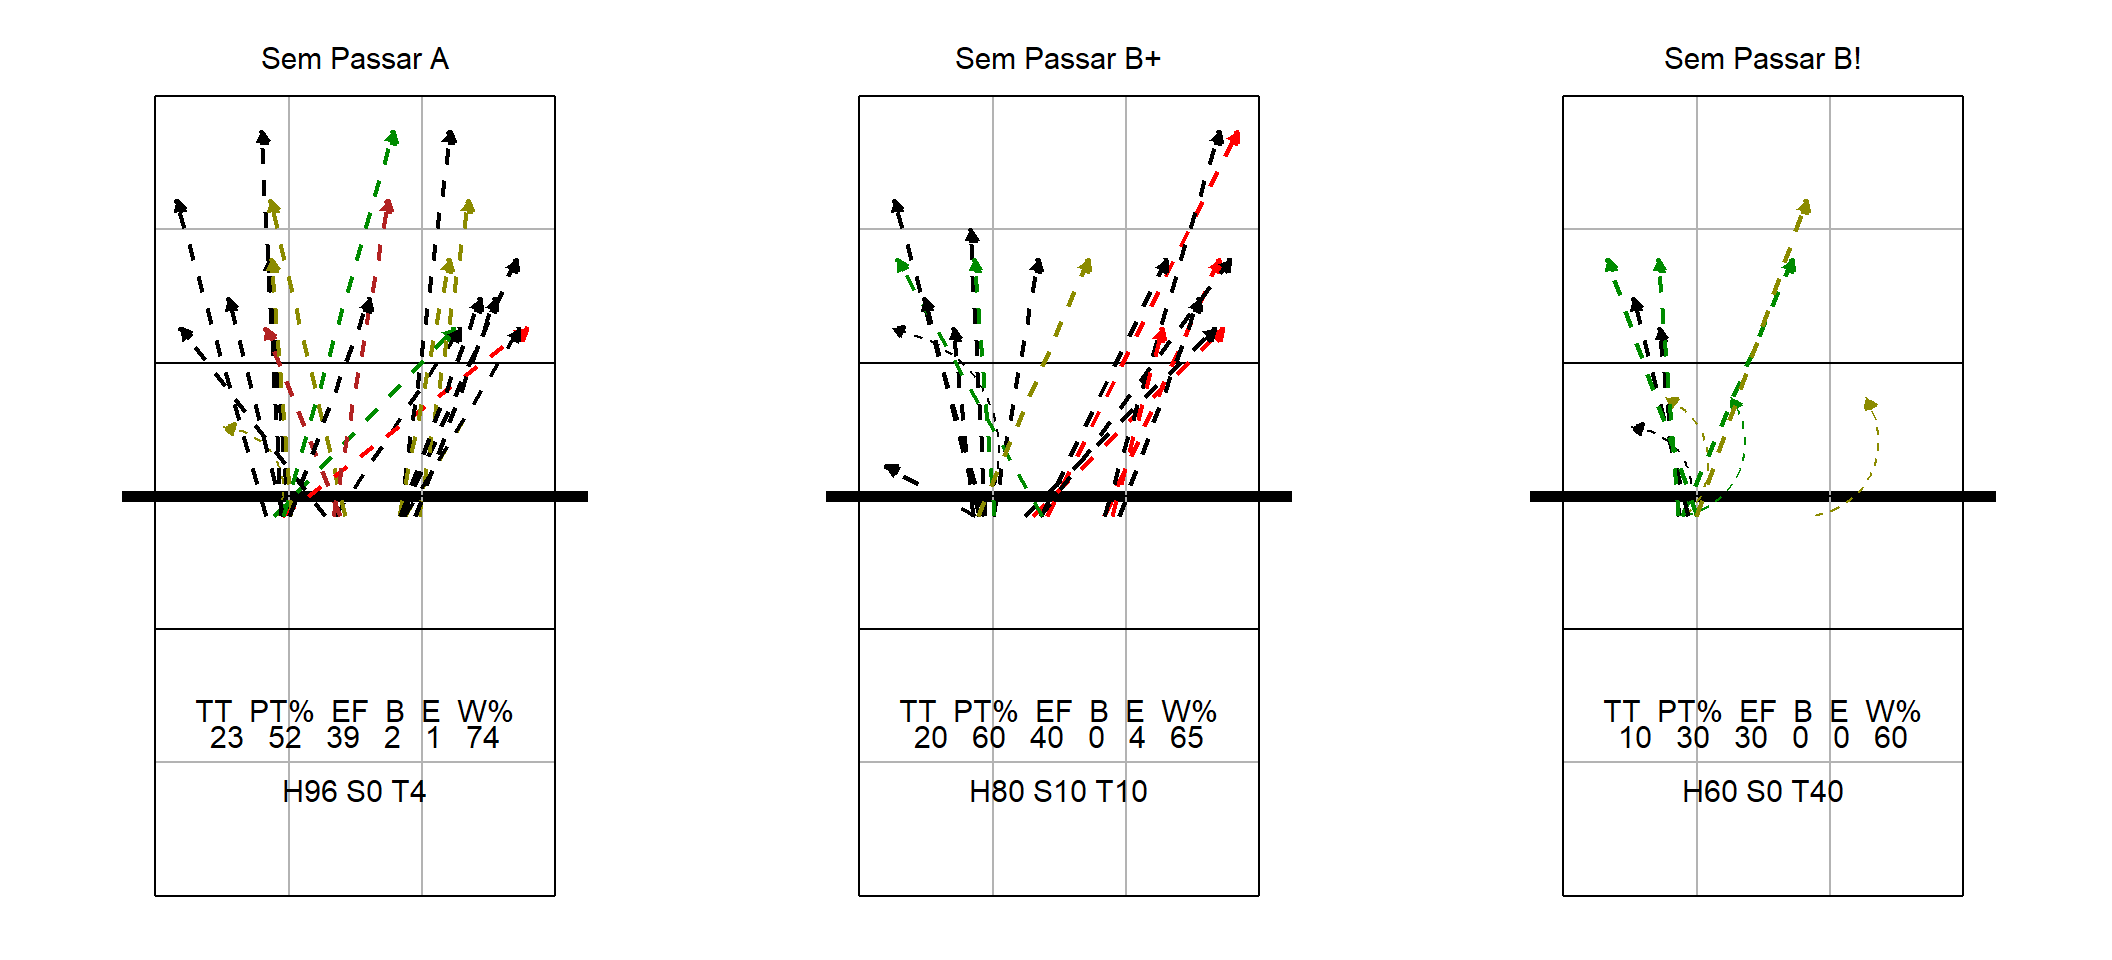 Sem Passar A
TT PT% EF B E W%
23 52 39 2 1 74
H96 S0 T4
Sem Passar B+
TT PT% EF B E W%
20 60 40 0 4 65
H80 S10 T10
Sem Passar B!
TT PT% EF B E W%
10 30 30 0 0 60
H60 S0 T40